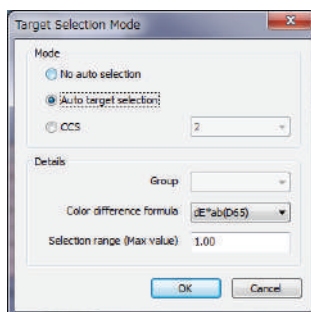 Target Selection Mode
Mode
No auto selection
Auto target selection
CCS
2
Details
Group
Color difference formula
dE*ab(D65)
Selection range (Max value)
1.00
OK
Cancel